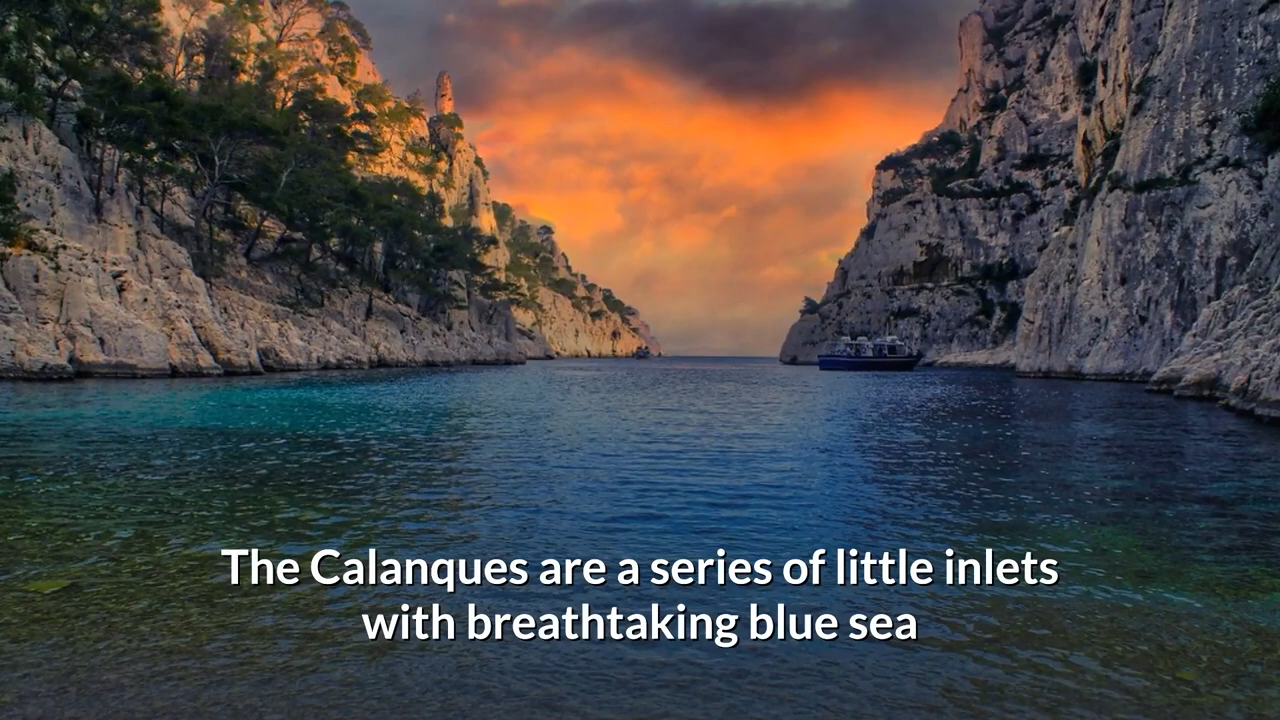 The Calanques are a series of little inlets
with breathtaking blue sea